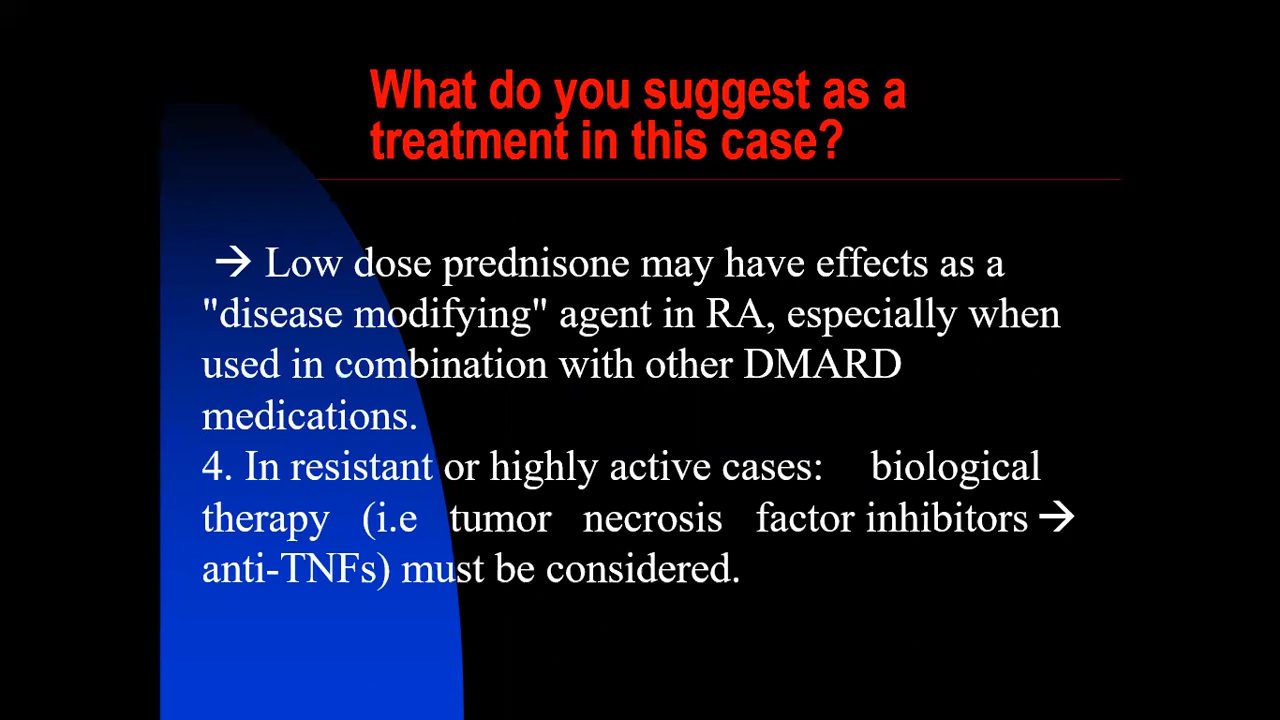 What do you suggest as a
treatment in this case?
→ Low dose prednisone may have effects as a
"disease modifying" agent in RA, especially when
used in combination with other DMARD
medications.
4. In resistant or highly active cases: biological
therapy (i.e tumor necrosis factor inhibitors →
anti-TNFs) must be considered.